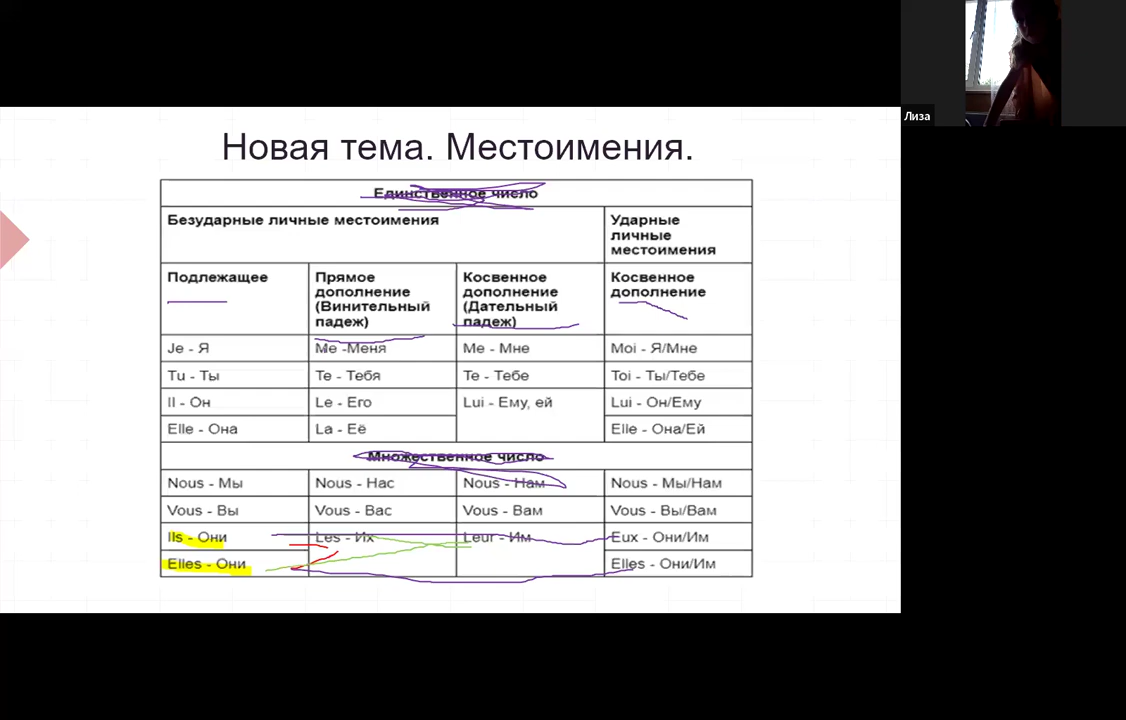 Лиза
Новая тема. Местоимения.
Единственное число
Безударные личные местоимения
Ударные
личные
местоимения
Подлежащее
Прямое
дополнение
(Винительный
падеж)
Косвенное
дополнение
(Дательный
падеж)
Косвенное
дополнение
Je - Я
Me -Меня
Me - Мне
Moi - Я/Мне
Tu - Ты
Te - Тебя
Te - Тебе
Toi - Ты/Тебе
Il - Он
Le - Его
Lui - Ему, ей
Lui - Он/Ему
Elle - Она
La - Её
Elle - Она/Ей
Множественное число
Nous - Мы
Nous - Нас
Nous - Нам
Nous - Мы/Нам
Vous - Вы
Vous - Вас
Vous - Вам
Vous - Вы/Вам
Ils - Они
Les - Их
Leur - Им
Eux - Они/Им
Elles - Они
Elles - Они/Им